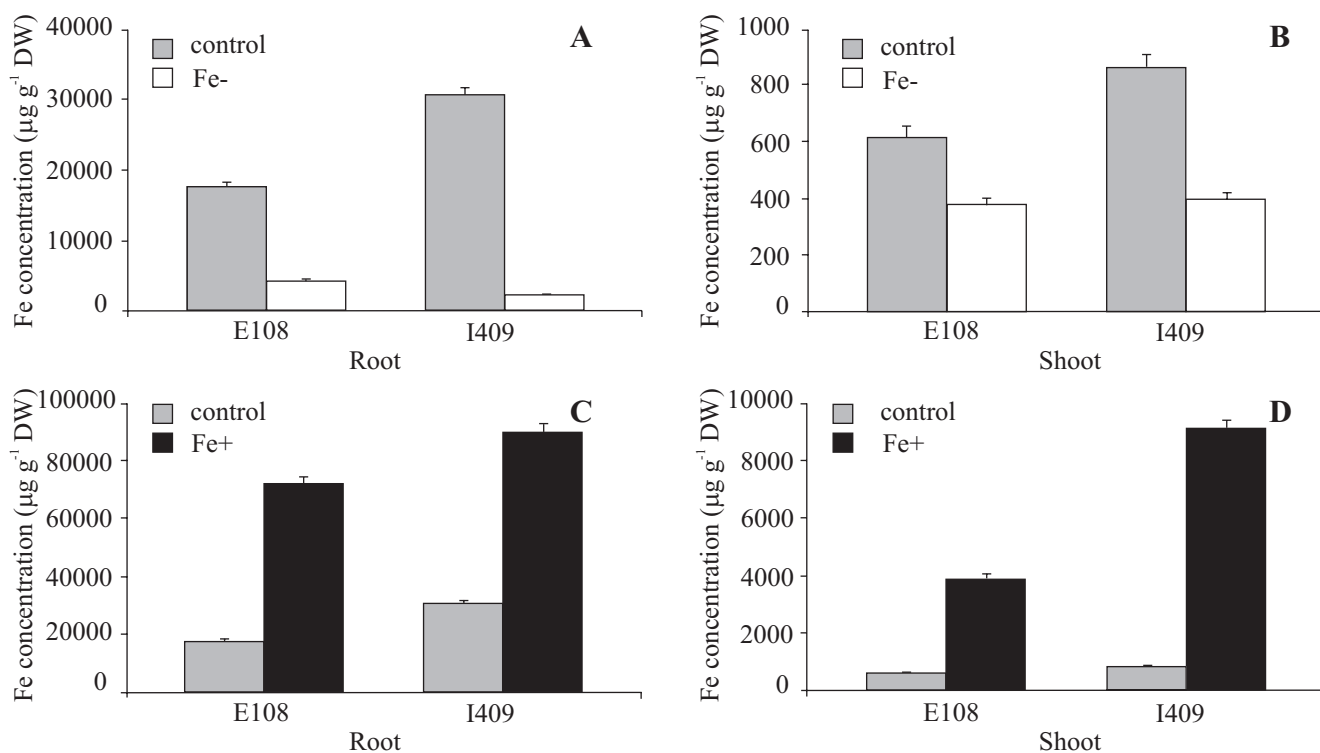 A
Fe concentration (µg g-1 DW)
control
Fe-
40000
30000
20000
10000
0
E108 I409
Root
B
Fe concentration (µg g-1 DW)
control
Fe-
1000
800
600
400
200
0
E108 I409
Shoot
C
Fe concentration (µg g-1 DW)
control
Fe+
100000
80000
60000
40000
20000
0
E108 I409
Root
D
Fe concentration (µg g-1 DW)
control
Fe+
10000
8000
6000
4000
2000
0
E108 I409
Shoot